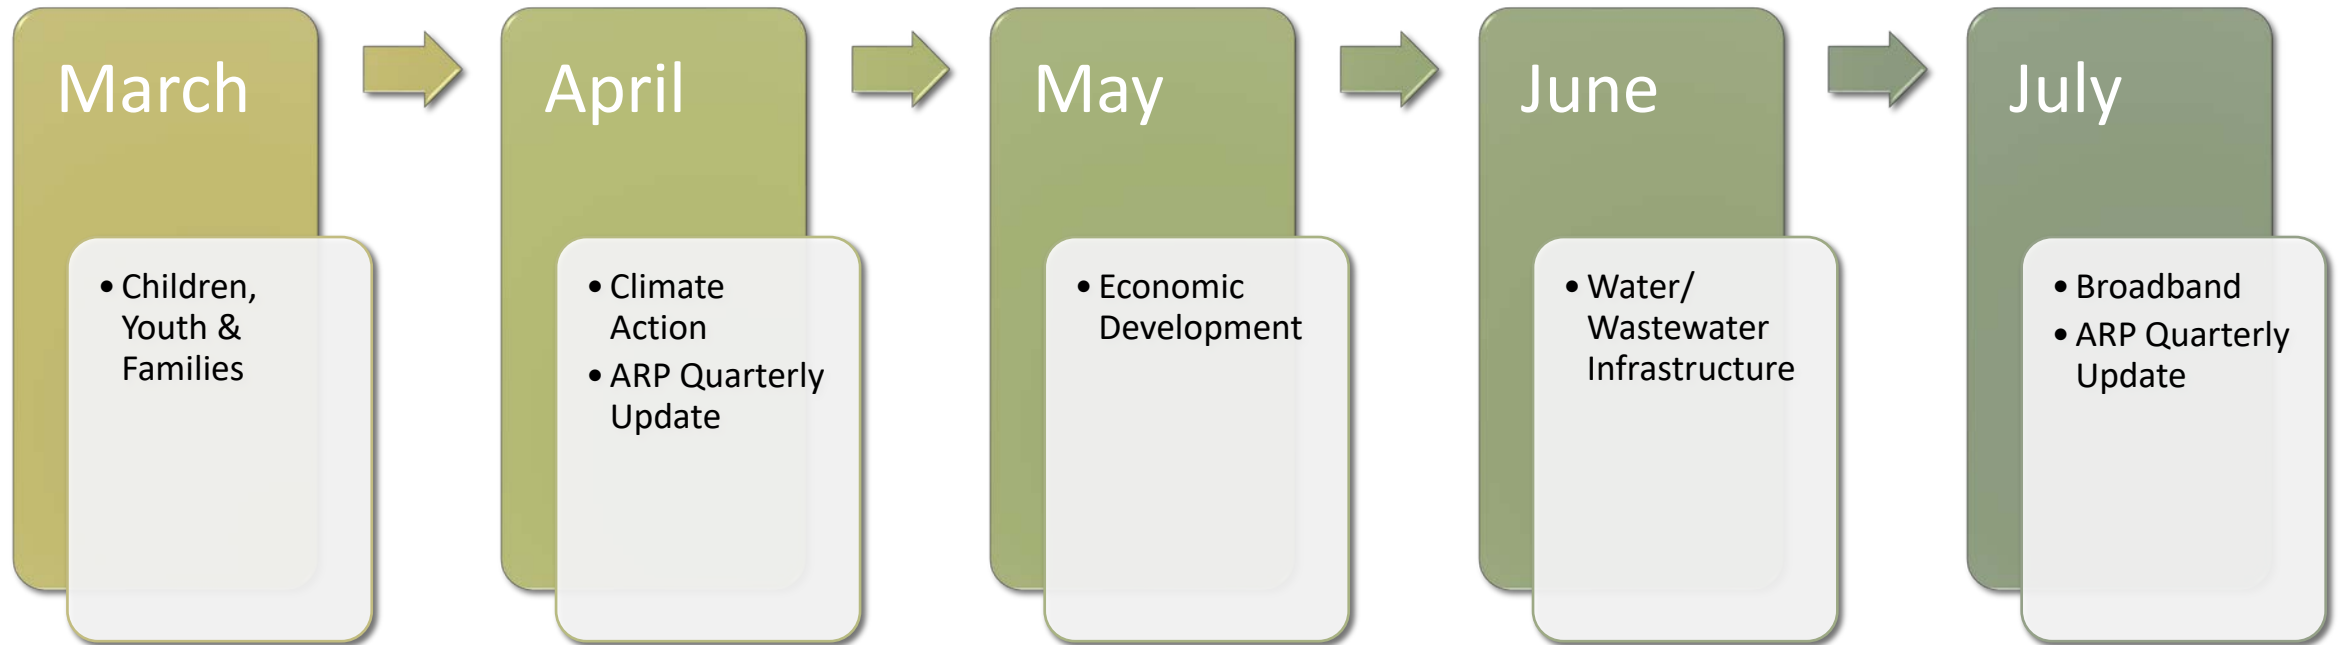 March
• Children,
Youth &
Families
April
• Climate
Action
• ARP Quarterly
Update
May
• Economic
Development
June
• Water/
Wastewater
Infrastructure
July
• Broadband
• ARP Quarterly
Update